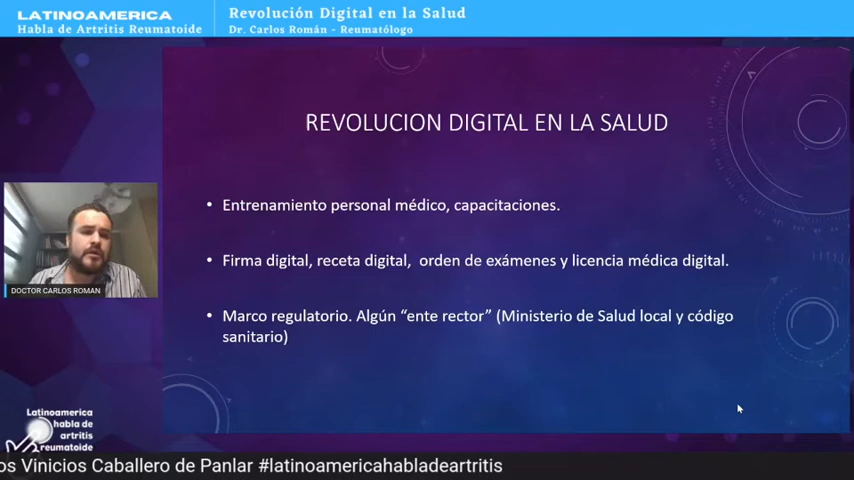 LATINOAMERICA
Habla de Artritis Reumatoide
Revolución Digital en la Salud
Dr. Carlos Román - Reumatólogo
REVOLUCION DIGITAL EN LA SALUD
• Entrenamiento personal médico, capacitaciones.
• Firma digital, receta digital, orden de exámenes y licencia médica digital.
• Marco regulatorio. Algún “ente rector” (Ministerio de Salud local y código
sanitario)
DOCTOR CARLOS ROMAN
Latinoamerica
habla de
artritis
reumatoide
os Vinicios Caballero de Panlar #latinoamericahabladeartritis